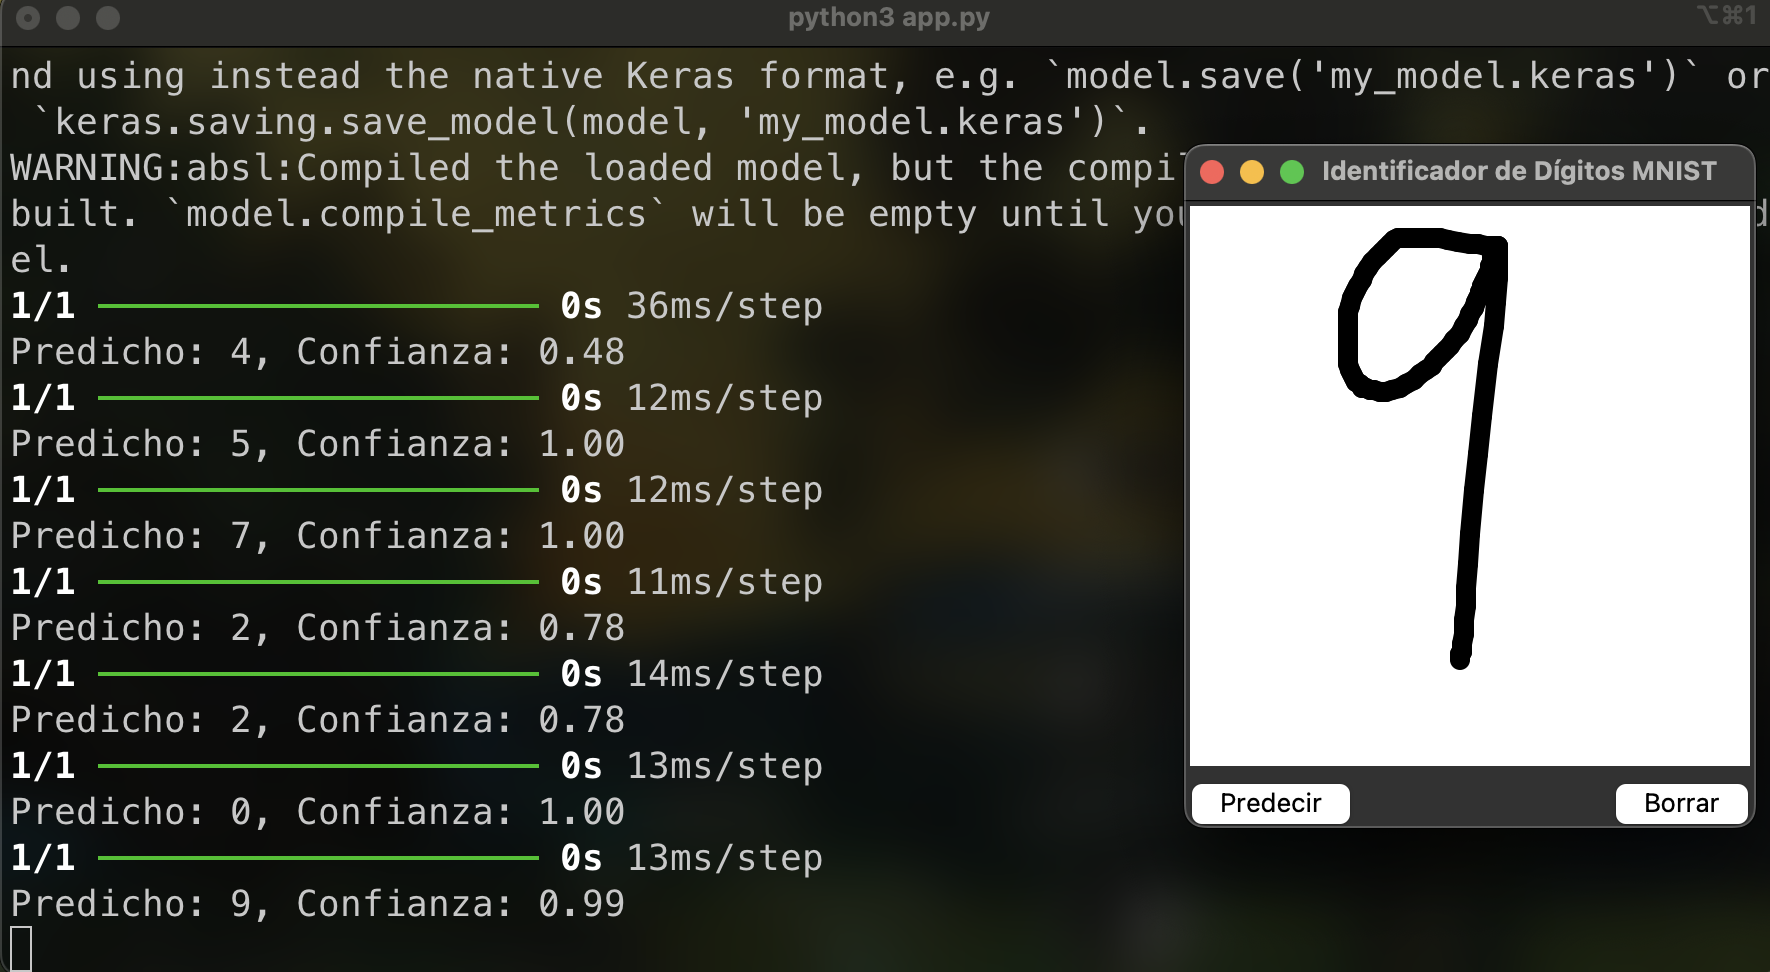 python3 app.py
⌥⌘1
nd using instead the native Keras format, e.g. `model.save('my_model.keras')` or
`keras.saving.save_model(model, 'my_model.keras')`.
WARNING:absl:Compiled the loaded model, but the compi
built. `model.compile_metrics` will be empty until you d
el.
1/1 ━━━━━━━━━━━━━━━━━━━━ 0s 36ms/step
Predicho: 4, Confianza: 0.48
1/1 ━━━━━━━━━━━━━━━━━━━━ 0s 12ms/step
Predicho: 5, Confianza: 1.00
1/1 ━━━━━━━━━━━━━━━━━━━━ 0s 12ms/step
Predicho: 7, Confianza: 1.00
1/1 ━━━━━━━━━━━━━━━━━━━━ 0s 11ms/step
Predicho: 2, Confianza: 0.78
1/1 ━━━━━━━━━━━━━━━━━━━━ 0s 14ms/step
Predicho: 2, Confianza: 0.78
1/1 ━━━━━━━━━━━━━━━━━━━━ 0s 13ms/step
Predicho: 0, Confianza: 1.00
1/1 ━━━━━━━━━━━━━━━━━━━━ 0s 13ms/step
Predicho: 9, Confianza: 0.99
Identificador de Dígitos MNIST
9
Predecir
Borrar